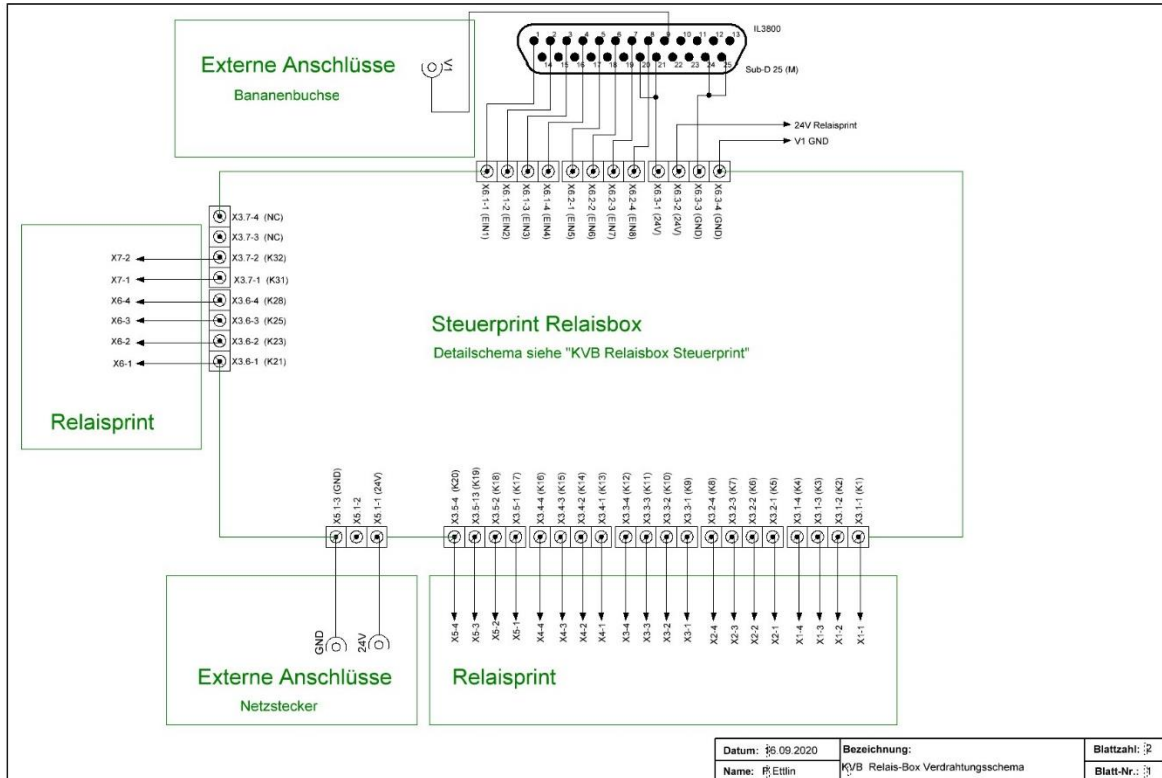 IL3800
1 2 3 4 5 6 7 8 9 10 11 12 13
14 15 16 17 18 19 20 21 22 23 24 25
Sub-D 25 (M)
Externe Anschlüsse
Bananenbuchse
V1
24V Relaisprint
V1 GND
X6.1-1 (EIN1)
X6.1-2 (EIN2)
X6.1-3 (EIN3)
X6.1-4 (EIN4)
X6.2-1 (EIN5)
X6.2-2 (EIN6)
X6.2-3 (EIN7)
X6.2-4 (EIN8)
X6.3-1 (24V)
X6.3-2 (24V)
X6.3-3 (GND)
X6.3-4 (GND)
X3.7-4 (NC)
X3.7-3 (NC)
X7-2 X3.7-2 (K32)
X7-1 X3.7-1 (K31)
X6-4 X3.6-4 (K28)
X6-3 X3.6-3 (K25)
X6-2 X3.6-2 (K23)
X6-1 X3.6-1 (K21)
Relaisprint
Steuerprint Relaisbox
Detailschema siehe "KVB Relaisbox Steuerprint"
X5.1-3 (GND)
X5.1-2
X5.1-1 (24V)
X3.5-4 (K20)
X3.5-13 (K19)
X3.5-2 (K18)
X3.5-1 (K17)
X3.4-4 (K16)
X3.4-3 (K15)
X3.4-2 (K14)
X3.4-1 (K13)
X3.3-4 (K12)
X3.3-3 (K11)
X3.3-2 (K10)
X3.3-1 (K9)
X3.2-4 (K8)
X3.2-3 (K7)
X3.2-2 (K6)
X3.2-1 (K5)
X3.1-4 (K4)
X3.1-3 (K3)
X3.1-2 (K2)
X3.1-1 (K1)
GND
24V
Externe Anschlüsse
Netzstecker
X5-4
X5-3
X5-2
X5-1
X4-4
X4-3
X4-2
X4-1
X3-4
X3-3
X3-2
X3-1
X2-4
X2-3
X2-2
X2-1
X1-4
X1-3
X1-2
X1-1
Relaisprint
Datum: 16.09.2020
Name: P. Ettlin
Bezeichnung:
KVB Relais-Box Verdrahtungsschema
Blattzahl: 2
Blatt-Nr.: 1